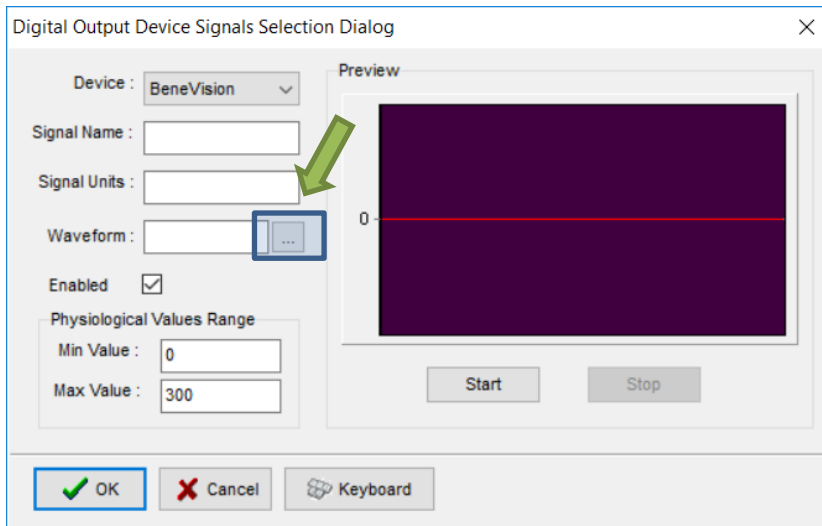 Digital Output Device Signals Selection Dialog
Device :
BeneVision
Signal Name :
Signal Units :
Waveform :
...
Enabled
Physiological Values Range
Min Value :
0
Max Value :
300
Preview
0
Start
Stop
OK
Cancel
Keyboard